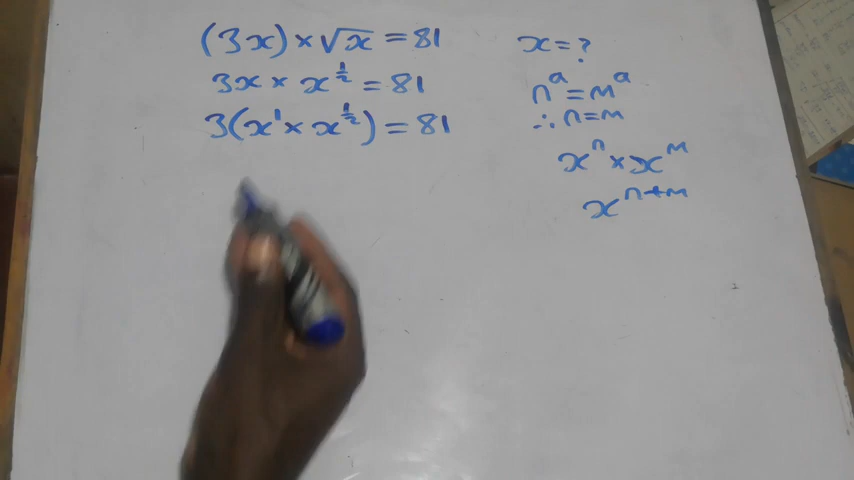 (3x) × √x = 81
3x × x^½ = 81
3(x¹ × x^½) = 81
x = ?
n^a = m^a
∴ n = m
x^n × x^m
x^(n+m)